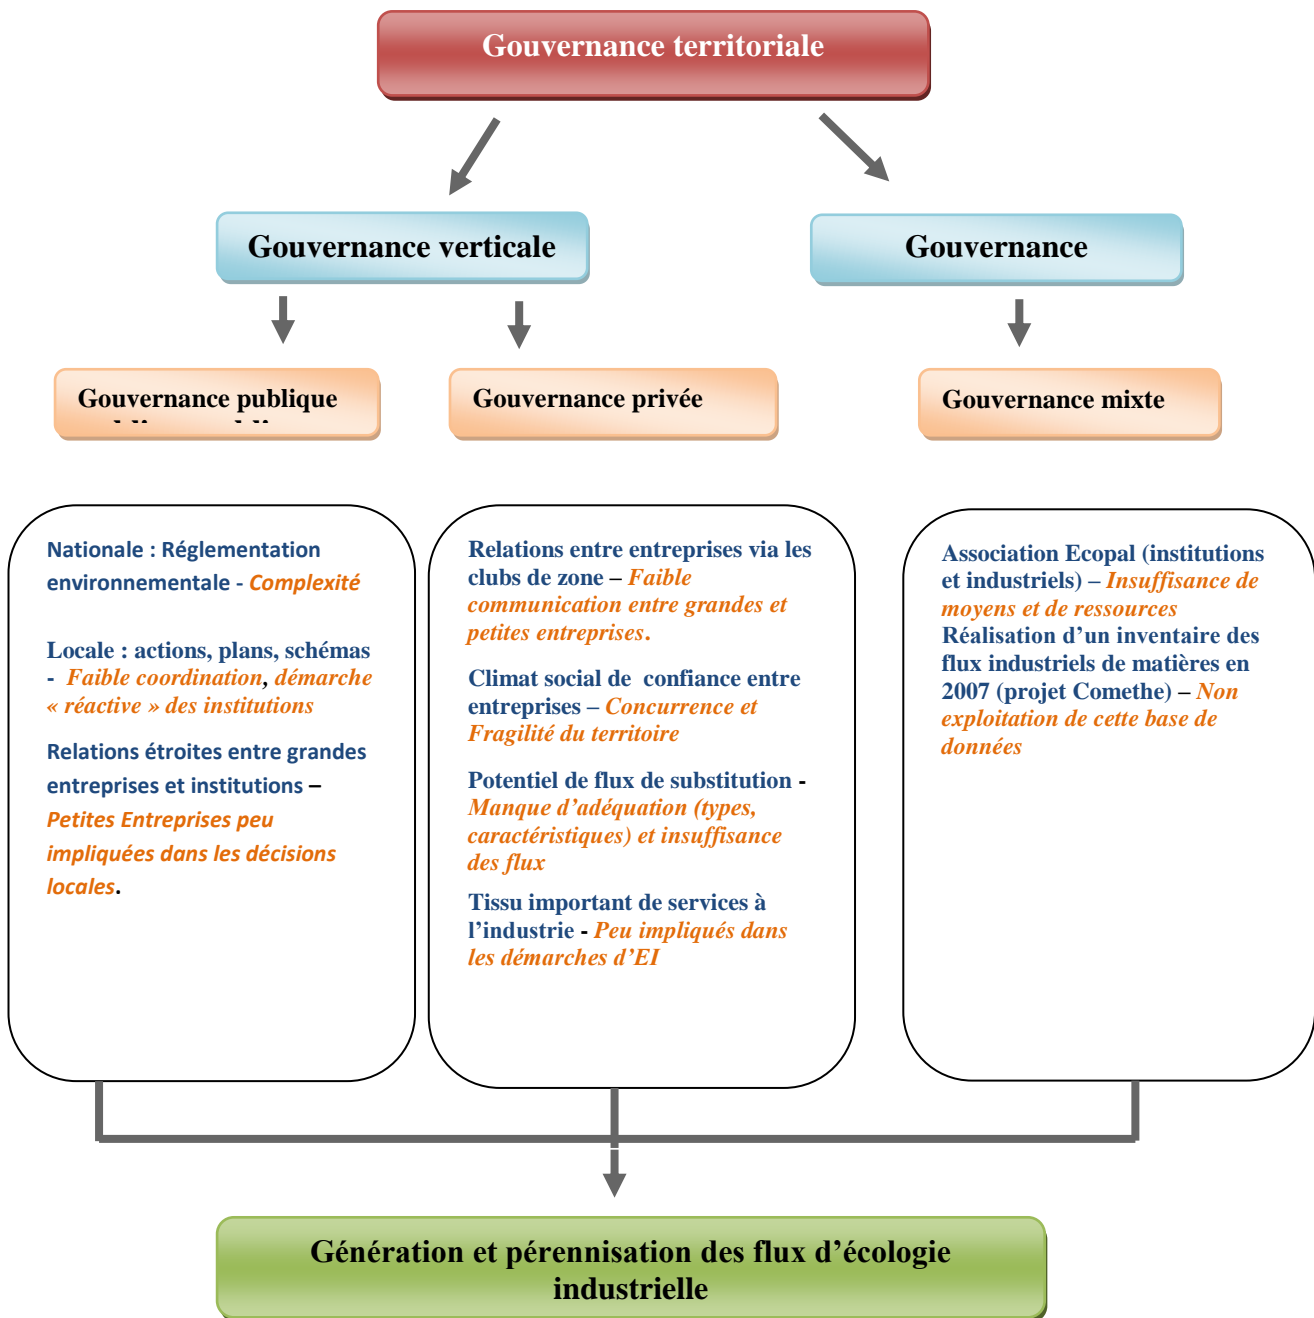 Gouvernance territoriale
Gouvernance verticale
Gouvernance
Gouvernance publique
Gouvernance privée
Gouvernance mixte
Nationale : Réglementation
environnementale - Complexité
Locale : actions, plans, schémas
- Faible coordination, démarche
« réactive » des institutions
Relations étroites entre grandes
entreprises et institutions –
Petites Entreprises peu
impliquées dans les décisions
locales.
Relations entre entreprises via les
clubs de zone – Faible
communication entre grandes et
petites entreprises.
Climat social de confiance entre
entreprises – Concurrence et
Fragilité du territoire
Potentiel de flux de substitution -
Manque d’adéquation (types,
caractéristiques) et insuffisance
des flux
Tissu important de services à
l’industrie - Peu impliqués dans
les démarches d’EI
Association Ecopal (institutions
et industriels) – Insuffisance de
moyens et de ressources
Réalisation d’un inventaire des
flux industriels de matières en
2007 (projet Comethe) – Non
exploitation de cette base de
données
Génération et pérennisation des flux d’écologie
industrielle